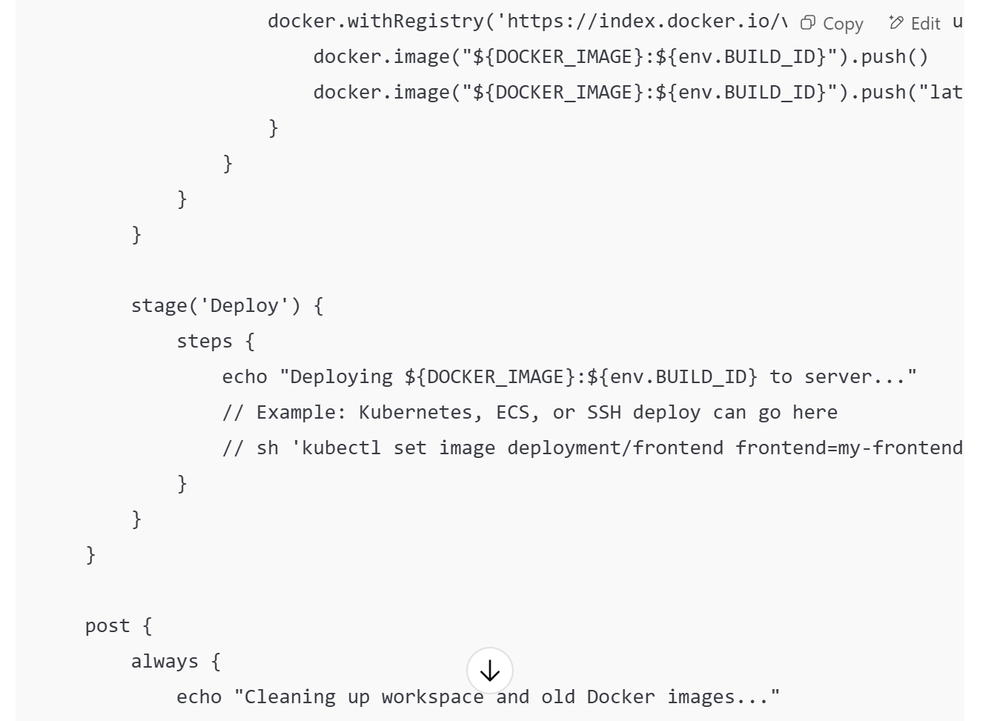 docker.withRegistry('https://index.docker.io/ Copy Edit u
                    docker.image("${DOCKER_IMAGE}:${env.BUILD_ID}").push()
                    docker.image("${DOCKER_IMAGE}:${env.BUILD_ID}").push("lat
                }
            }
        }
    }

    stage('Deploy') {
        steps {
            echo "Deploying ${DOCKER_IMAGE}:${env.BUILD_ID} to server..."
            // Example: Kubernetes, ECS, or SSH deploy can go here
            // sh 'kubectl set image deployment/frontend frontend=my-frontend
        }
    }
}

post {
    always {
        echo "Cleaning up workspace and old Docker images..."